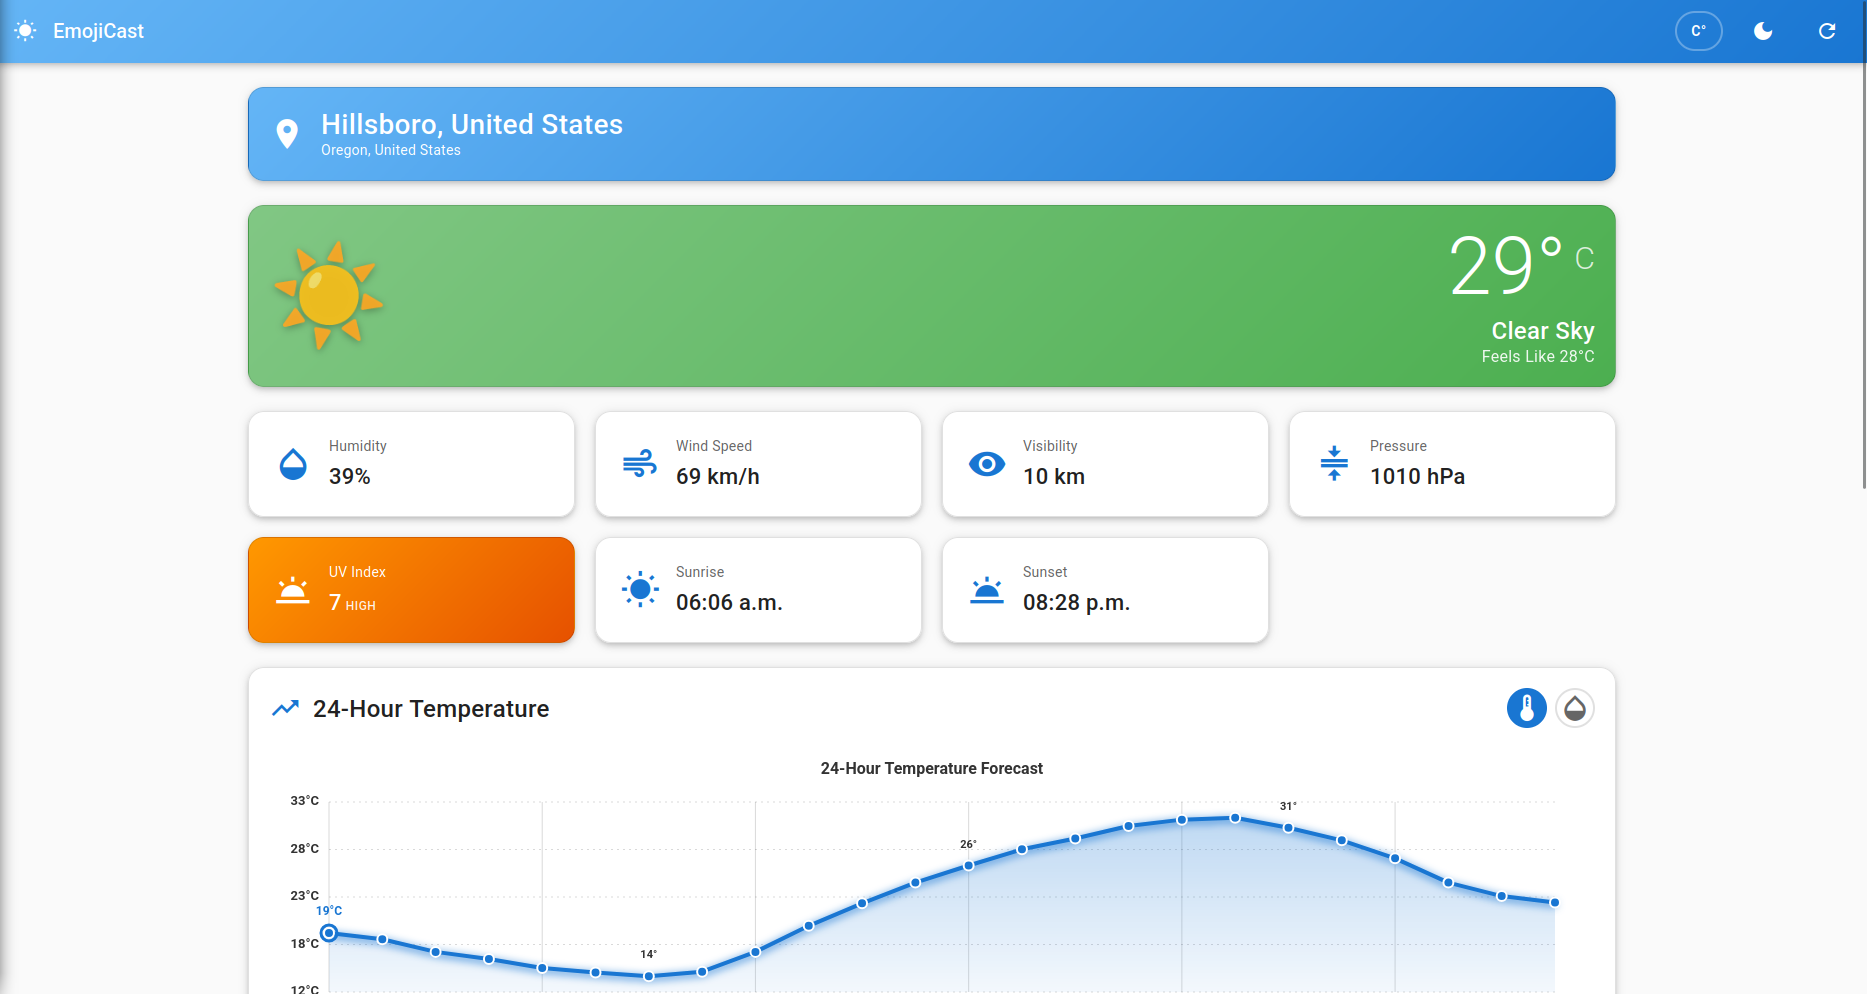 EmojiCast
C°
Hillsboro, United States
Oregon, United States
29° C
Clear Sky
Feels Like 28°C
Humidity
39%
Wind Speed
69 km/h
Visibility
10 km
Pressure
1010 hPa
UV Index
7 HIGH
Sunrise
06:06 a.m.
Sunset
08:28 p.m.
24-Hour Temperature
24-Hour Temperature Forecast
33°C
31°
28°C
26°
23°C
19°C
18°C
14°
12°C